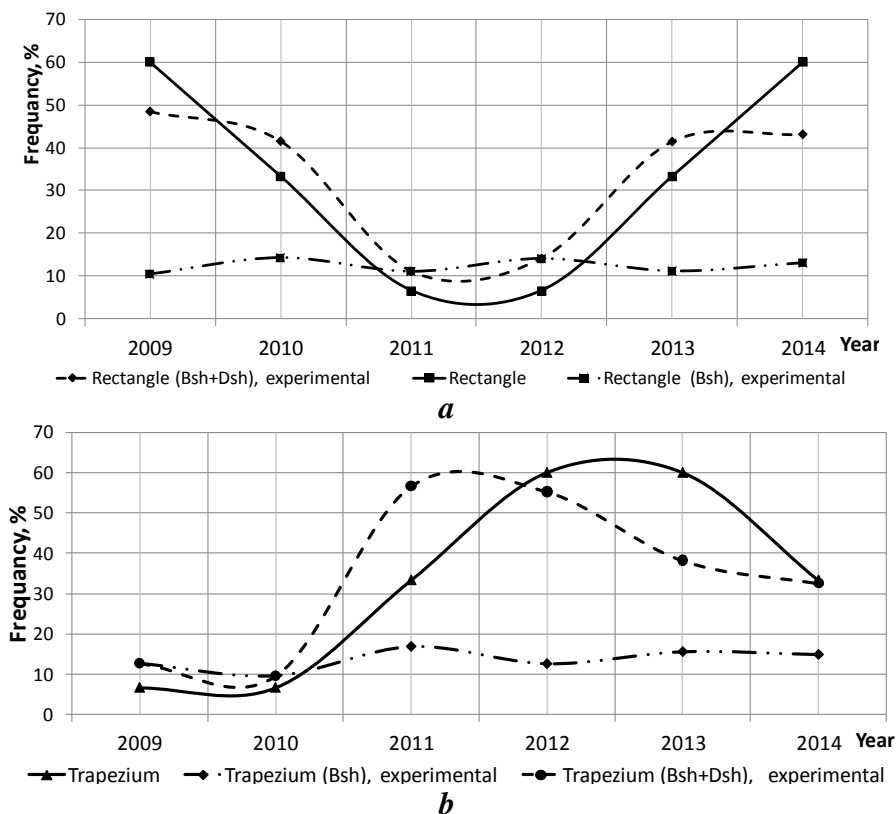 70
60
50
40
30
20
10
0
Frequancy, %
2009 2010 2011 2012 2013 2014 Year
Rectangle (Bsh+Dsh), experimental Rectangle Rectangle (Bsh), experimental
a
70
60
50
40
30
20
10
0
Frequancy, %
2009 2010 2011 2012 2013 2014 Year
Trapezium Trapezium (Bsh), experimental Trapezium (Bsh+Dsh), experimental
b